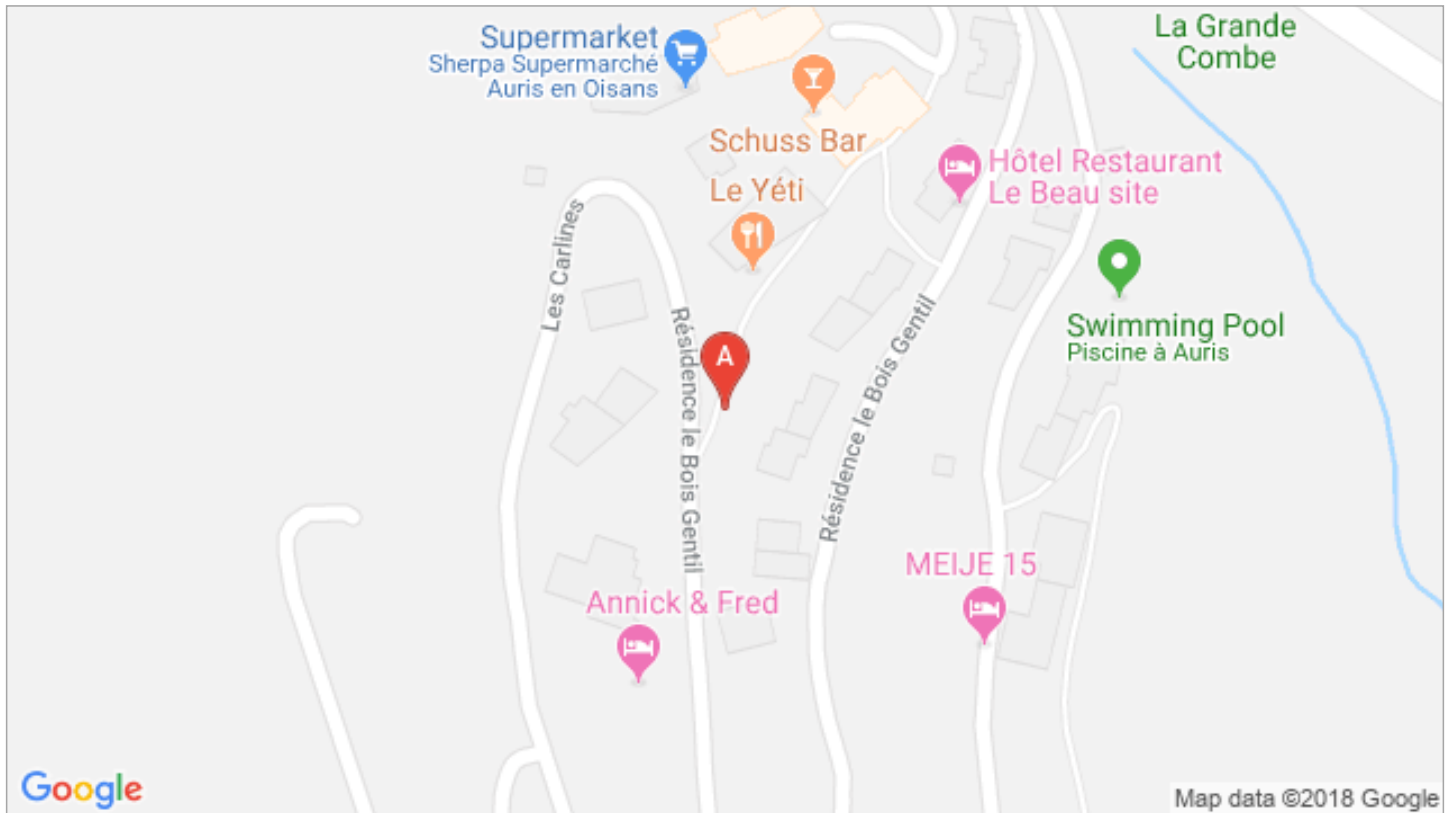 La Grande
Combe
Supermarket
Sherpa Supermarché
Auris en Oisans
Schuss Bar
Hôtel Restaurant
Le Beau site
Le Yéti
Les Carlines
Résidence le Bois Gentil
A
Résidence le Bois Gentil
Swimming Pool
Piscine à Auris
MEIJE 15
Annick & Fred
Google
Map data ©2018 Google